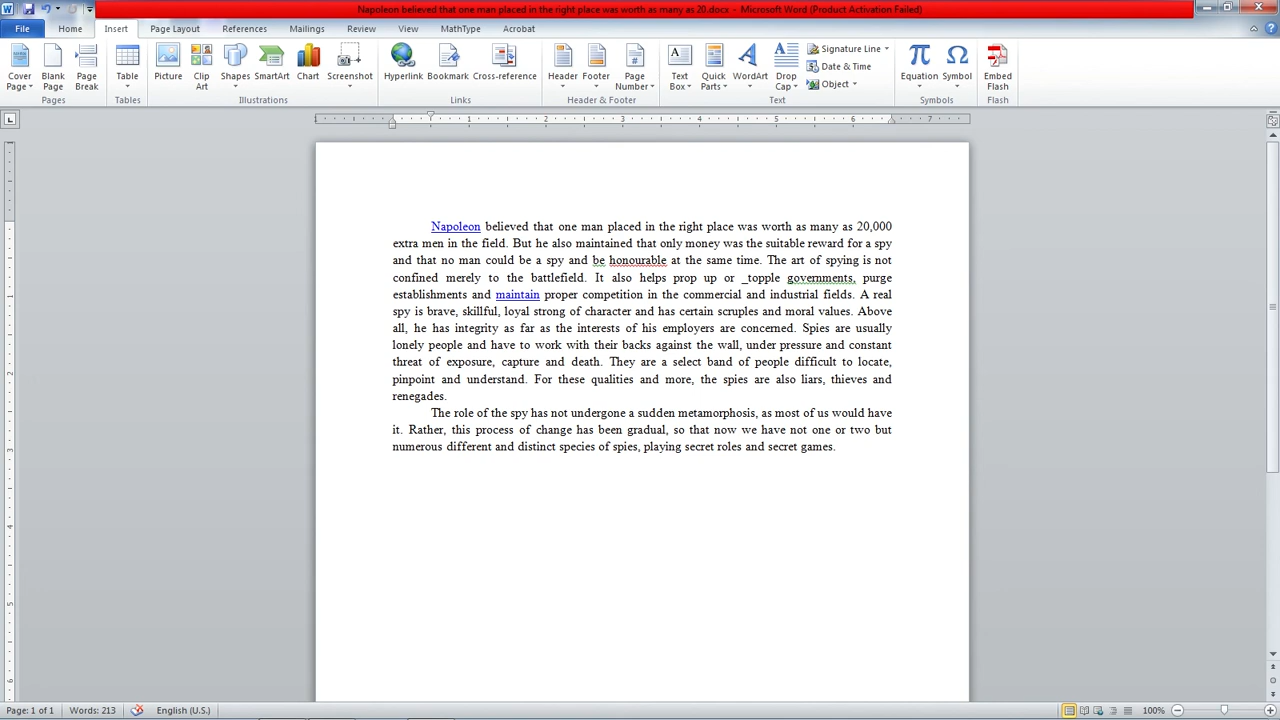 Napoleon believed that one man placed in the right place was worth as many as 20.docx - Microsoft Word (Product Activation Failed)
File Home Insert Page Layout References Mailings Review View MathType Acrobat
Cover Page Blank Page Page Break Table Picture Clip Art Shapes SmartArt Chart Screenshot Hyperlink Bookmark Cross-reference Header Footer Page Number Text Box Quick Parts WordArt Drop Cap Signature Line Date & Time Object Equation Symbol Embed Flash
Pages Tables Illustrations Links Header & Footer Text Symbols Flash
1 1 2 3 4 5 6 7
Napoleon believed that one man placed in the right place was worth as many as 20,000
extra men in the field. But he also maintained that only money was the suitable reward for a spy
and that no man could be a spy and be honourable at the same time. The art of spying is not
confined merely to the battlefield. It also helps prop up or _topple governments, purge
establishments and maintain proper competition in the commercial and industrial fields. A real
spy is brave, skillful, loyal strong of character and has certain scruples and moral values. Above
all, he has integrity as far as the interests of his employers are concerned. Spies are usually
lonely people and have to work with their backs against the wall, under pressure and constant
threat of exposure, capture and death. They are a select band of people difficult to locate,
pinpoint and understand. For these qualities and more, the spies are also liars, thieves and
renegades.
The role of the spy has not undergone a sudden metamorphosis, as most of us would have
it. Rather, this process of change has been gradual, so that now we have not one or two but
numerous different and distinct species of spies, playing secret roles and secret games.
1
2
3
4
5
6
Page: 1 of 1 Words: 213 English (U.S.) 100%